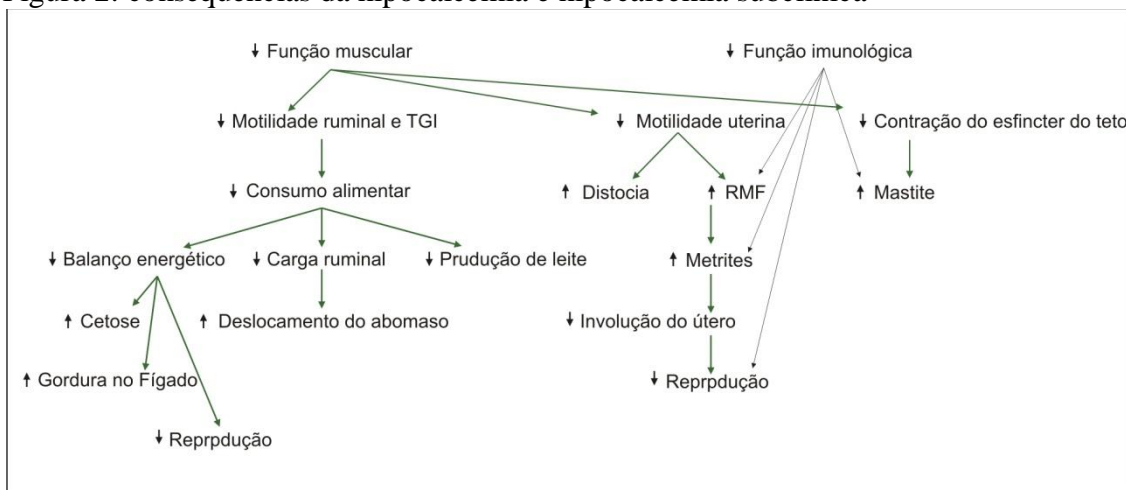 Figura 2: consequências da hipocalcemia e hipocalcemia subclínica
↓ Função muscular
↓ Função imunológica
↓ Motilidade ruminal e TGI
↓ Motilidade uterina
↓ Contração do esfincter do teto
↓ Consumo alimentar
↑ Distocia
↑ RMF
↑ Mastite
↓ Balanço energético
↓ Carga ruminal
↓ Prudução de leite
↑ Metrites
↑ Cetose
↑ Deslocamento do abomaso
↓ Involução do útero
↑ Gordura no Fígado
↓ Reprpdução
↓ Reprpdução